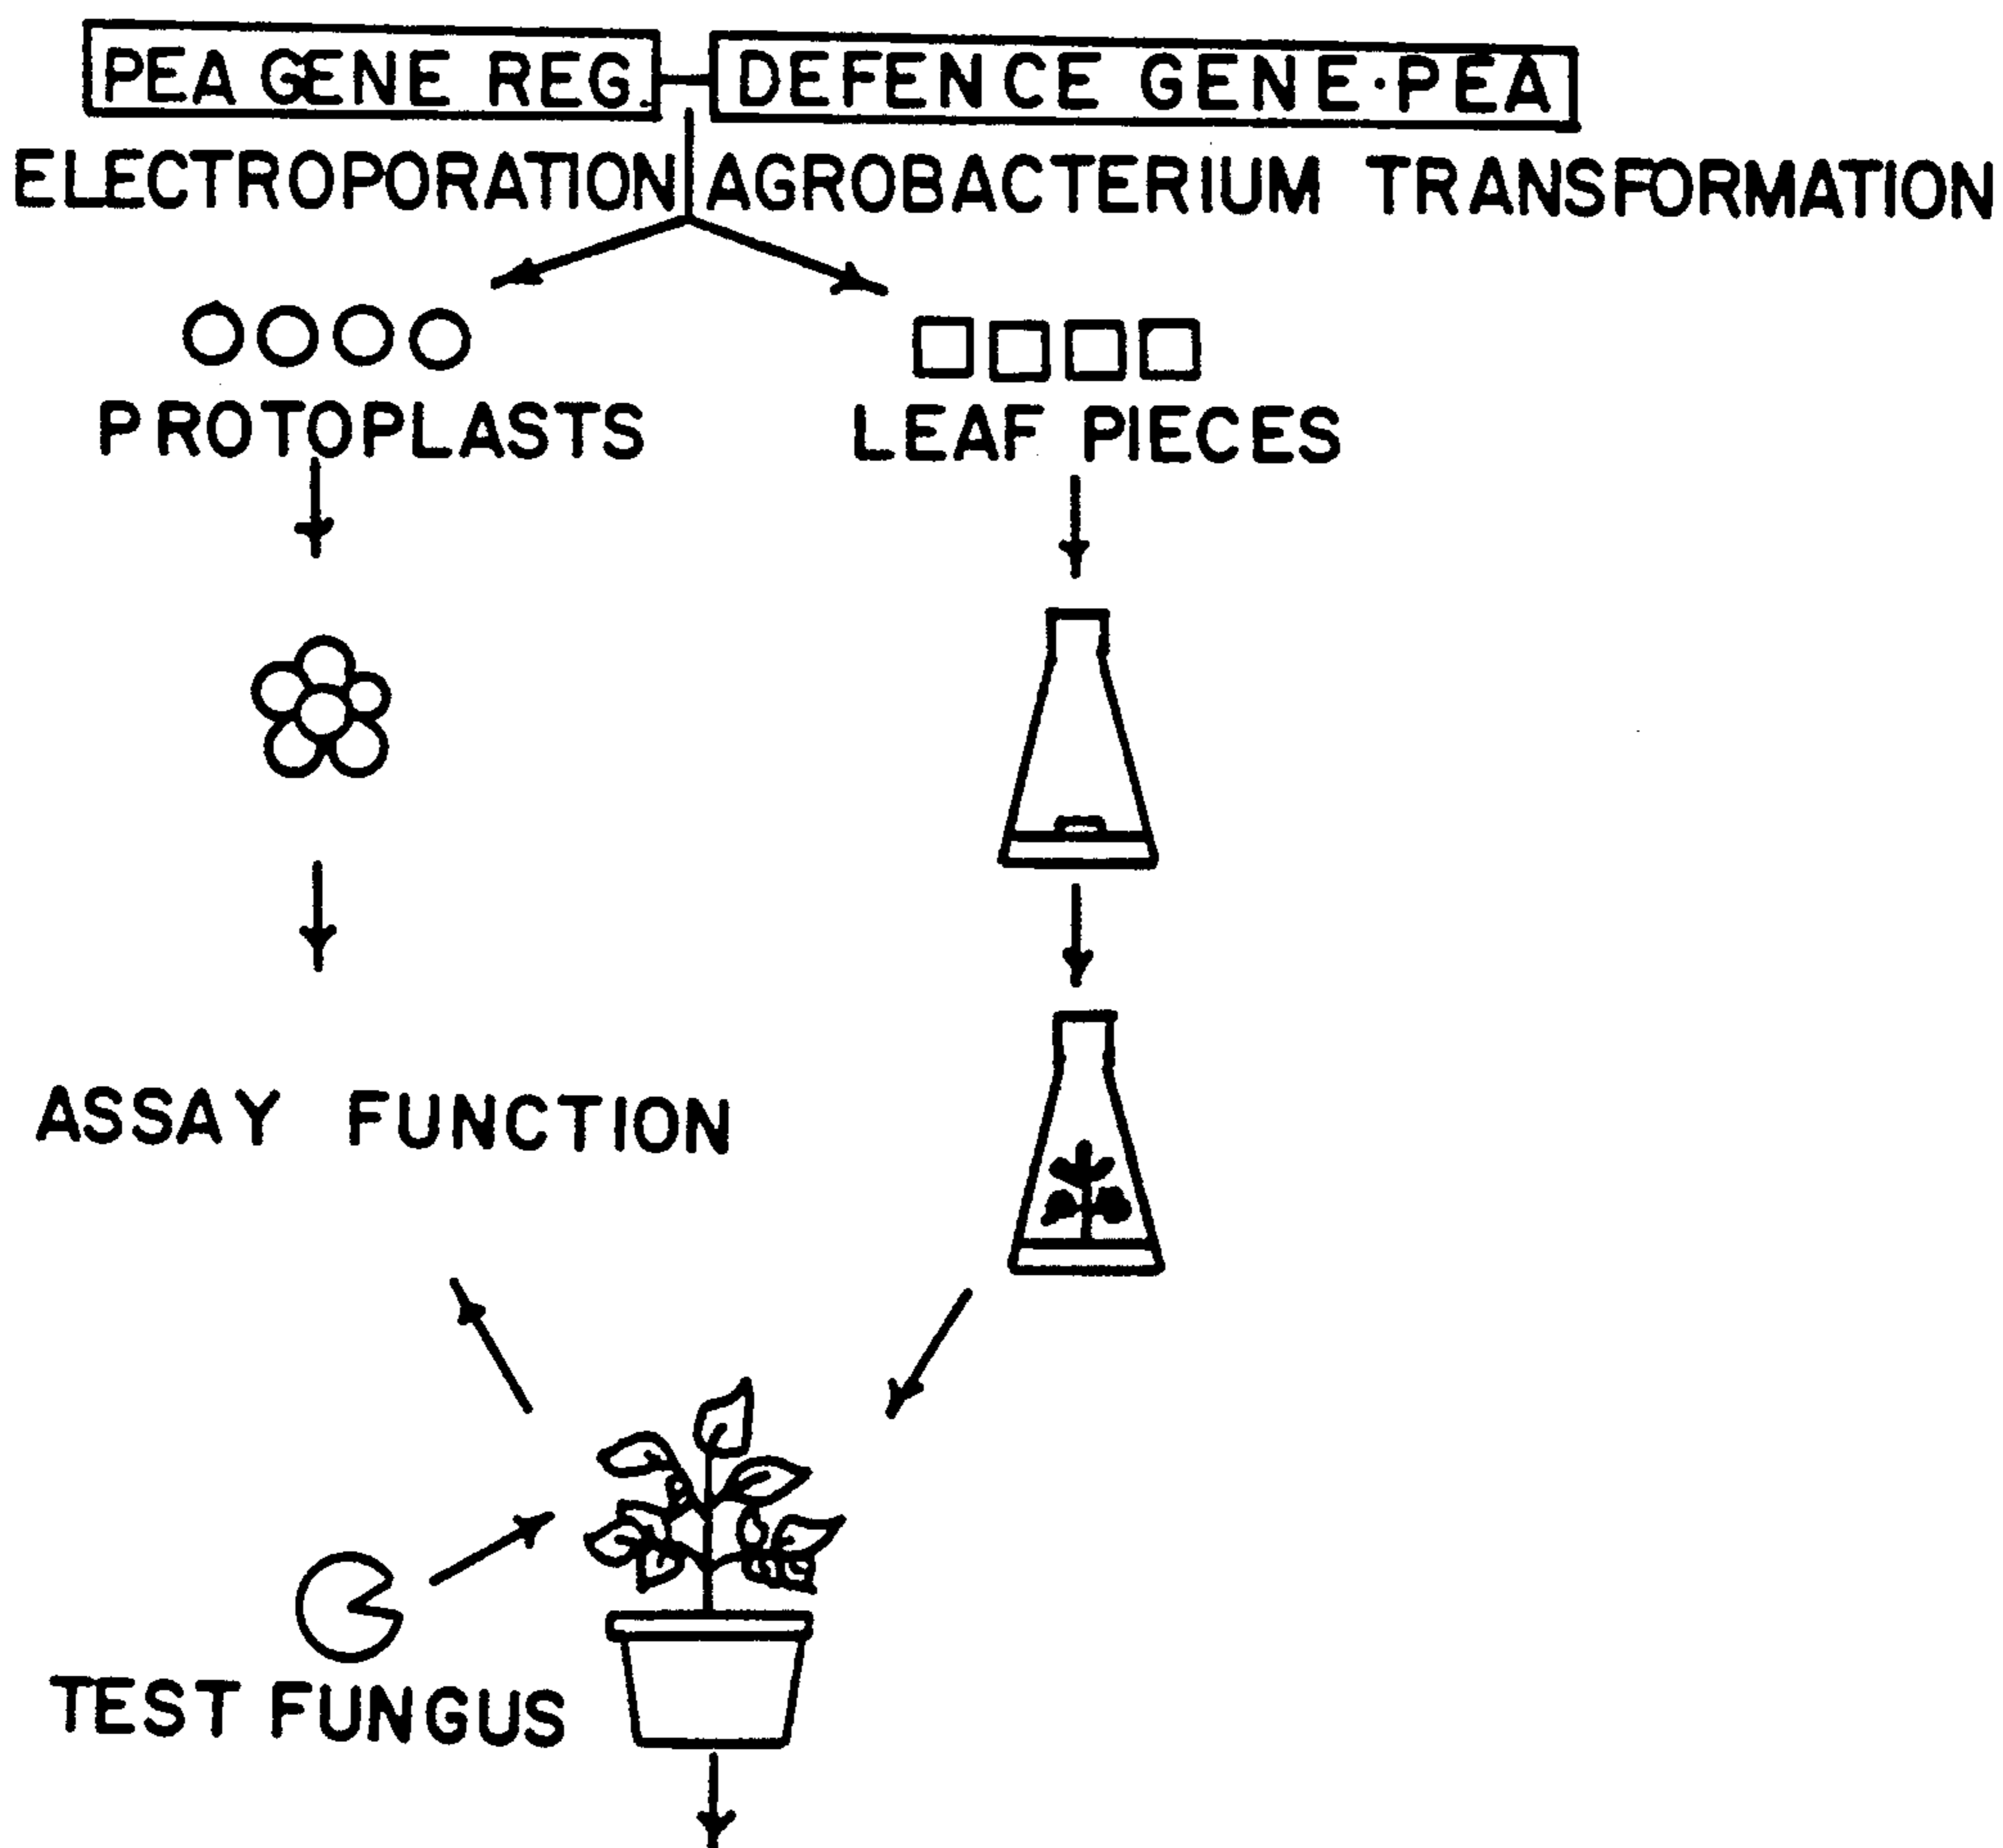 PEA GENE REG. DEFENCE GENE·PEA
ELECTROPORATION AGROBACTERIUM TRANSFORMATION
PROTOPLASTS LEAF PIECES
ASSAY FUNCTION
TEST FUNGUS